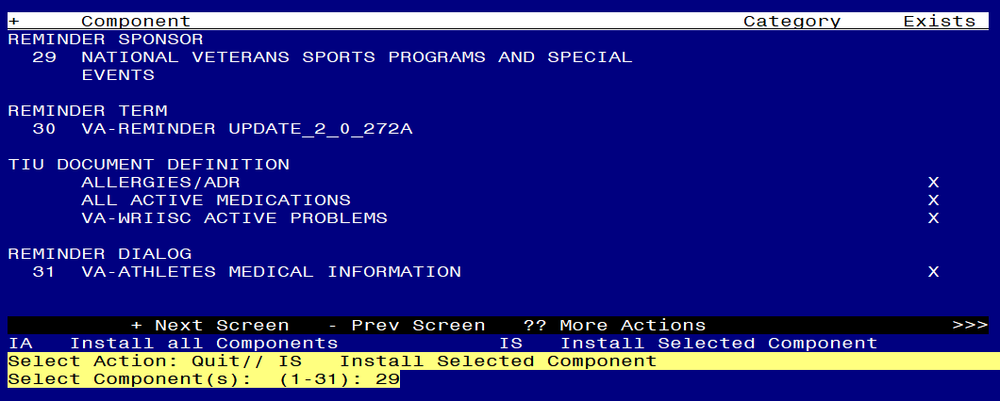 + Component Category Exists
REMINDER SPONSOR
29 NATIONAL VETERANS SPORTS PROGRAMS AND SPECIAL
EVENTS
REMINDER TERM
30 VA-REMINDER UPDATE_2_0_272A
TIU DOCUMENT DEFINITION
ALLERGIES/ADR X
ALL ACTIVE MEDICATIONS X
VA-WRIISC ACTIVE PROBLEMS X
REMINDER DIALOG
31 VA-ATHLETES MEDICAL INFORMATION X
+ Next Screen - Prev Screen ?? More Actions >>>
IA Install all Components IS Install Selected Component
Select Action: Quit// IS Install Selected Component
Select Component(s): (1-31): 29